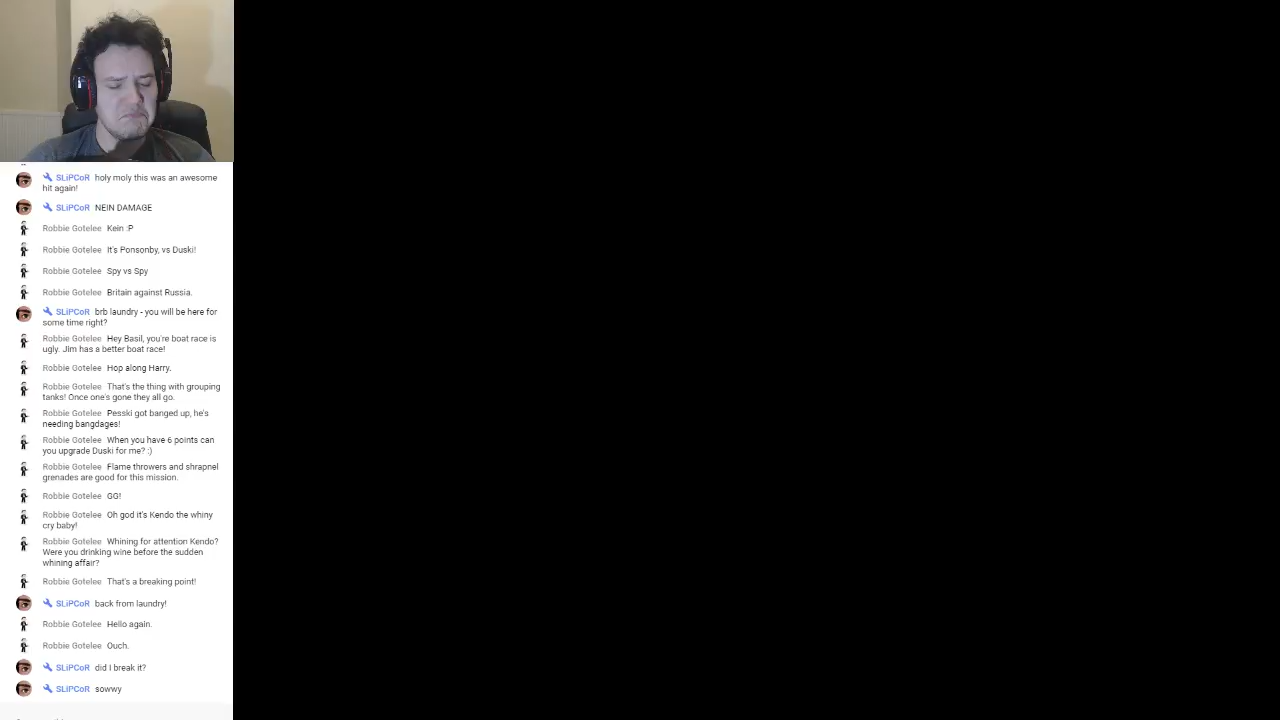 SLiPCoR holy moly this was an awesome
hit again!
SLiPCoR NEIN DAMAGE
Robbie Gotelee Kein :P
Robbie Gotelee It's Ponsonby, vs Duski!
Robbie Gotelee Spy vs Spy
Robbie Gotelee Britain against Russia.
SLiPCoR brb laundry - you will be here for
some time right?
Robbie Gotelee Hey Basil, you're boat race is
ugly. Jim has a better boat race!
Robbie Gotelee Hop along Harry.
Robbie Gotelee That's the thing with grouping
tanks! Once one's gone they all go.
Robbie Gotelee Pesski got banged up, he's
needing bangdages!
Robbie Gotelee When you have 6 points can
you upgrade Duski for me? :)
Robbie Gotelee Flame throwers and shrapnel
grenades are good for this mission.
Robbie Gotelee GG!
Robbie Gotelee Oh god it's Kendo the whiny
cry baby!
Robbie Gotelee Whining for attention Kendo?
Were you drinking wine before the sudden
whining affair?
Robbie Gotelee That's a breaking point!
SLiPCoR back from laundry!
Robbie Gotelee Hello again.
Robbie Gotelee Ouch.
SLiPCoR did I break it?
SLiPCoR sowwy